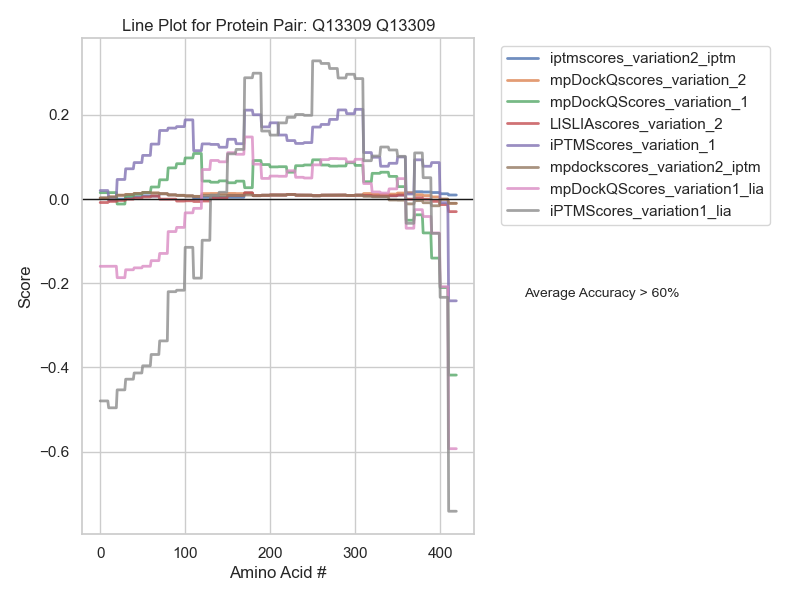 Line Plot for Protein Pair: Q13309 Q13309
Score
0.2
0.0
−0.2
−0.4
−0.6
0
100
200
300
400
Amino Acid #
iptmscores_variation2_iptm
mpDockQscores_variation_2
mpDockQScores_variation_1
LISLIAscores_variation_2
iPTMScores_variation_1
mpdockscores_variation2_iptm
mpDockQScores_variation1_lia
iPTMScores_variation1_lia
Average Accuracy > 60%